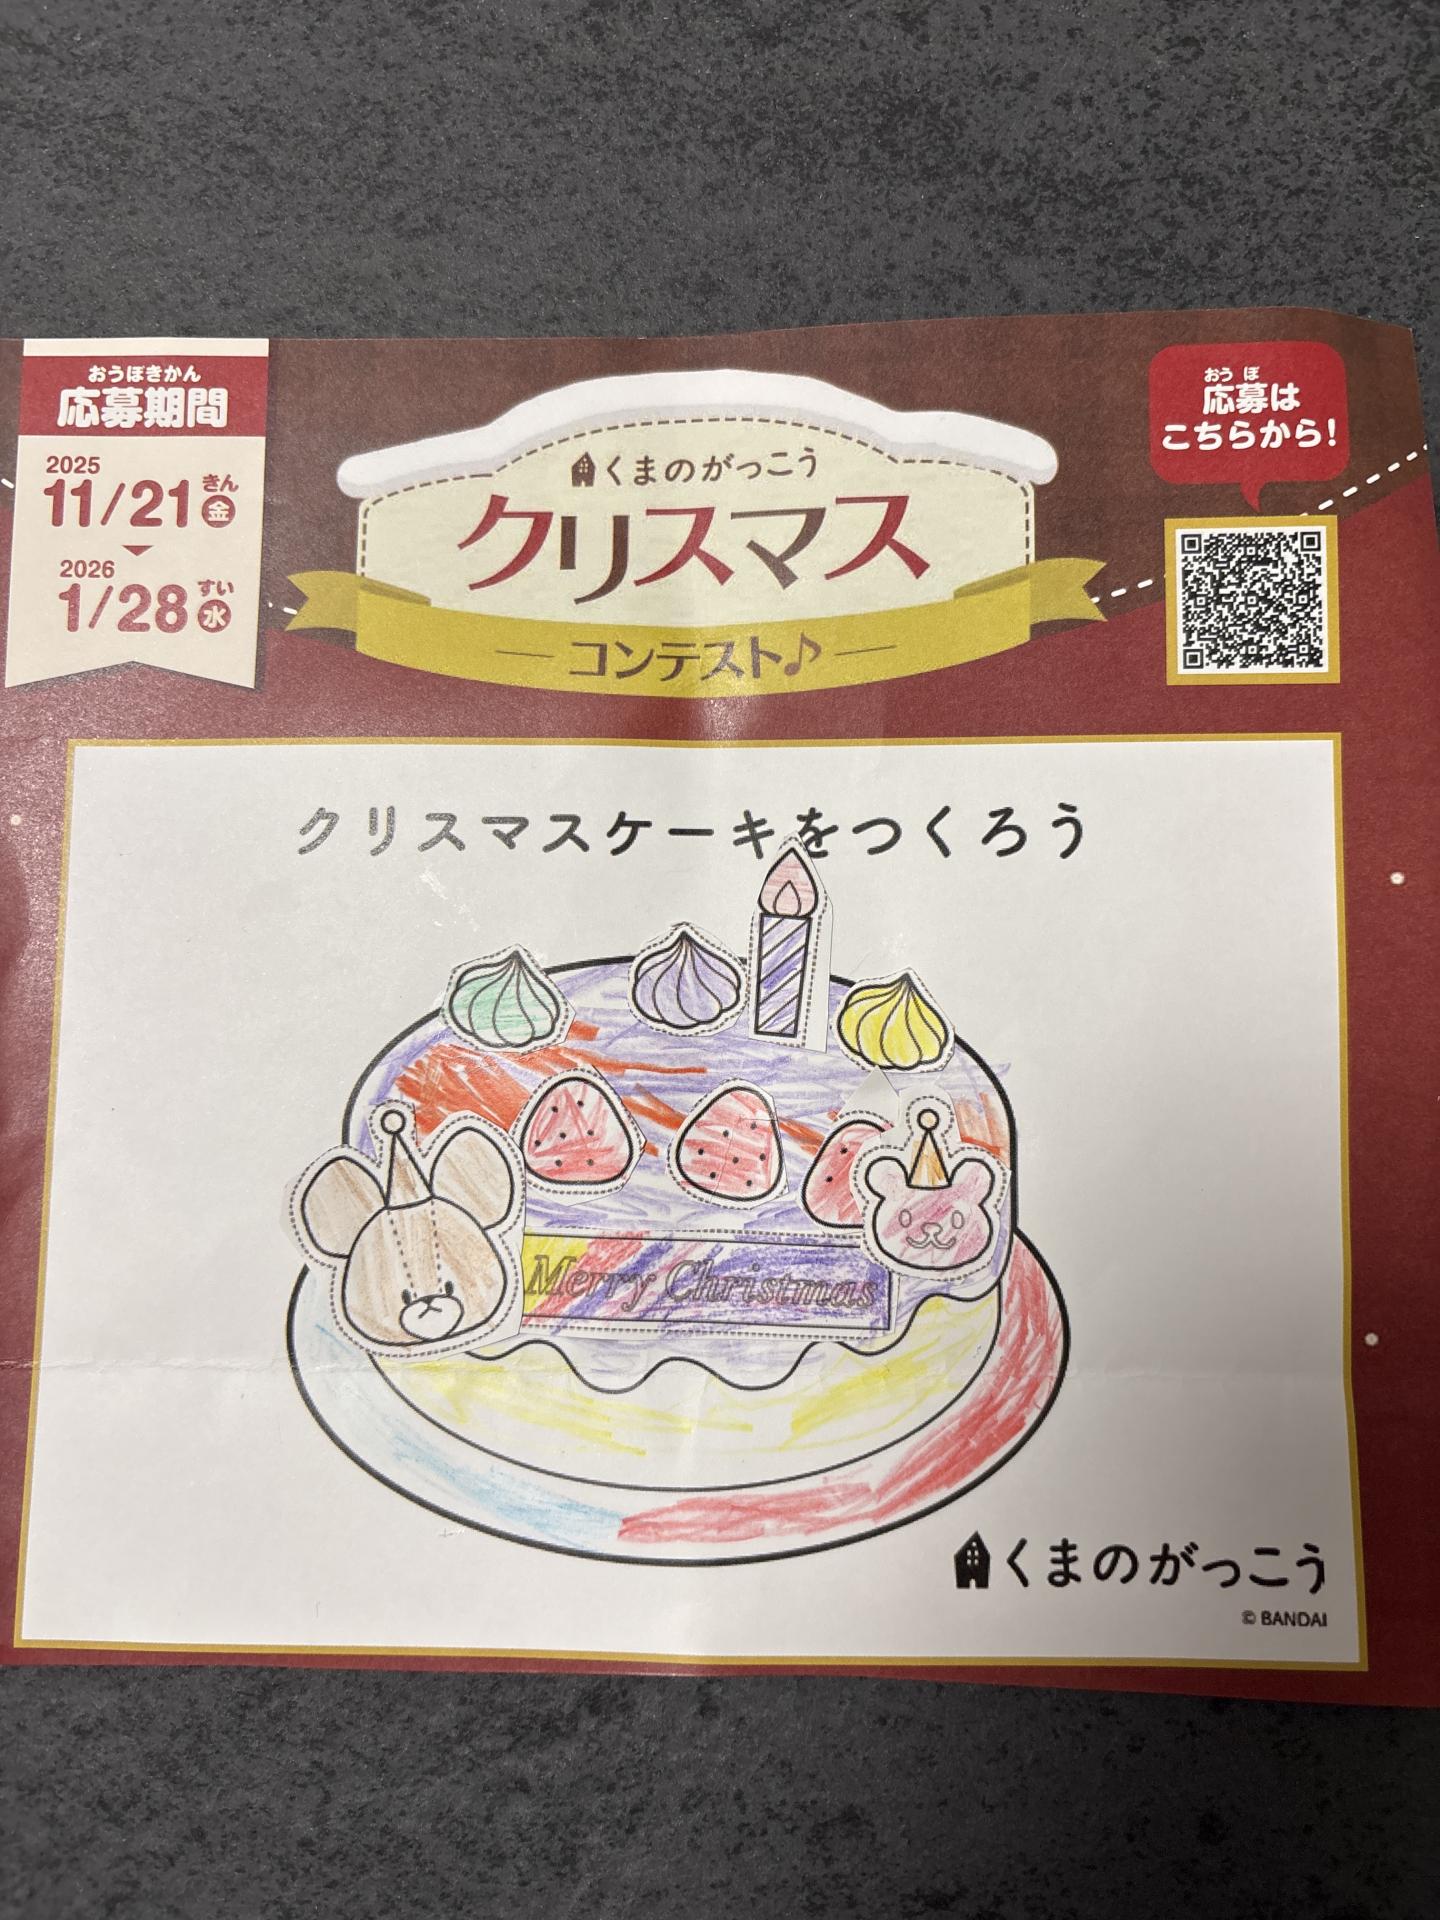 おうぼきかん
応募期間
2025
11/21 きん 金
2026
1/28 すい 水
くまのがっこう
クリスマス
コンテスト♪
おうぼ
応募は
こちらから!
クリスマスケーキをつくろう
Merry Christmas
くまのがっこう
© BANDAI